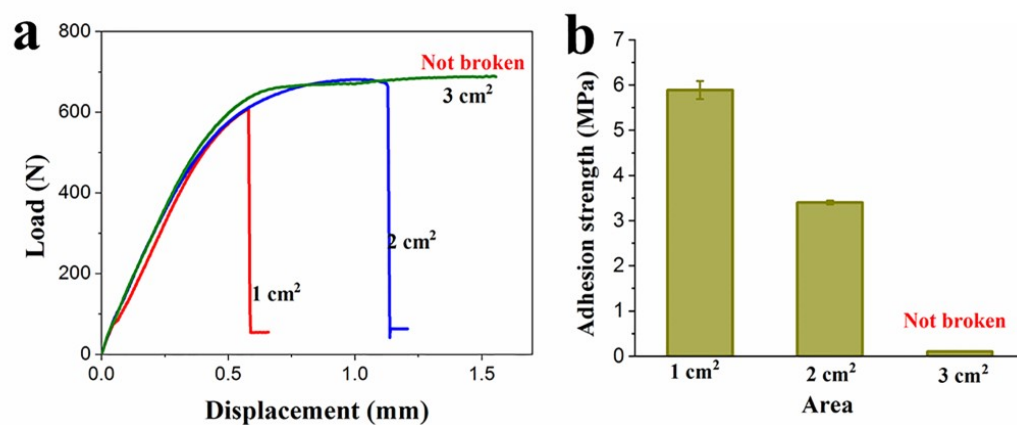 a
800
600
400
200
0
Load (N)
0.0 0.5 1.0 1.5
Displacement (mm)
Not broken
3 cm²
2 cm²
1 cm²
b
7
6
5
4
3
2
1
0
Adhesion strength (MPa)
Not broken
1 cm² 2 cm² 3 cm²
Area